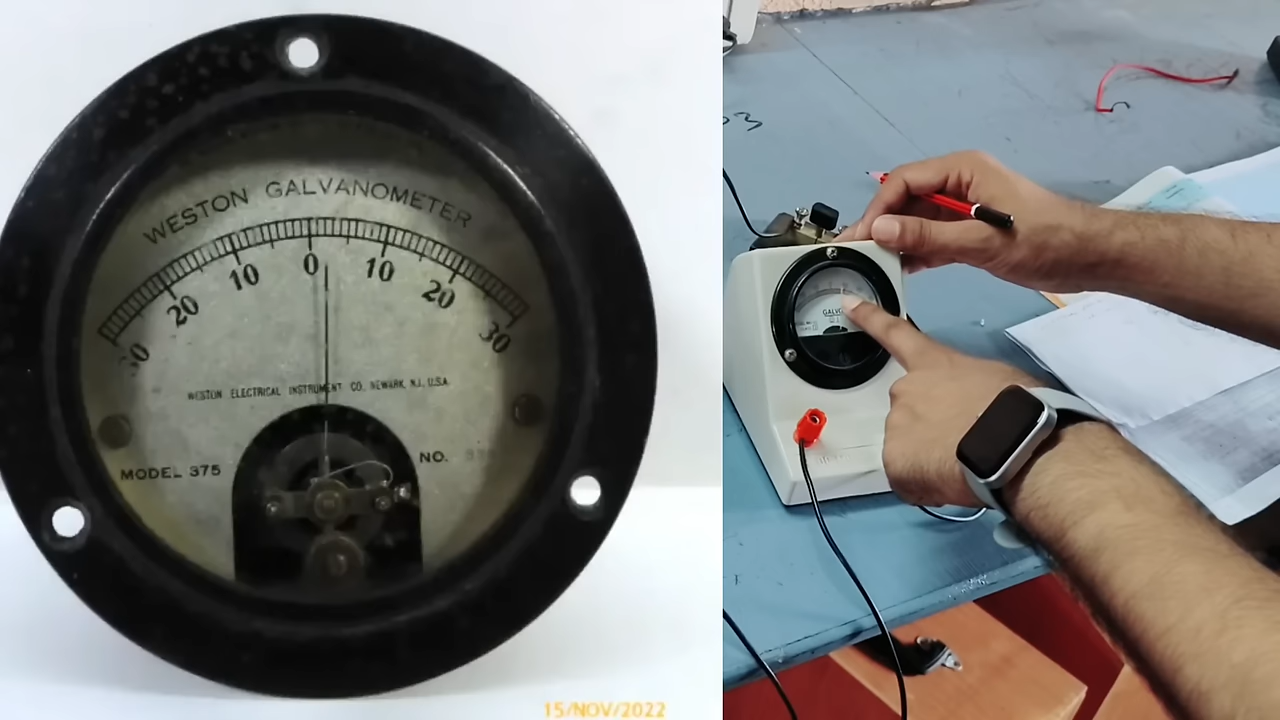 WESTON GALVANOMETER
30 20 10 0 10 20 30
WESTON ELECTRICAL INSTRUMENT CO. NEWARK, N.J. U.S.A.
MODEL 375 NO.
15/NOV/2022